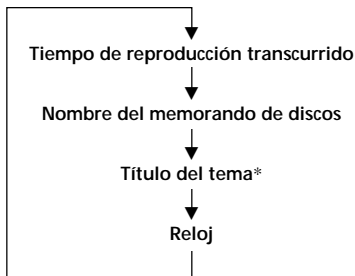 Tiempo de reproducción transcurrido
Nombre del memorando de discos
Título del tema*
Reloj